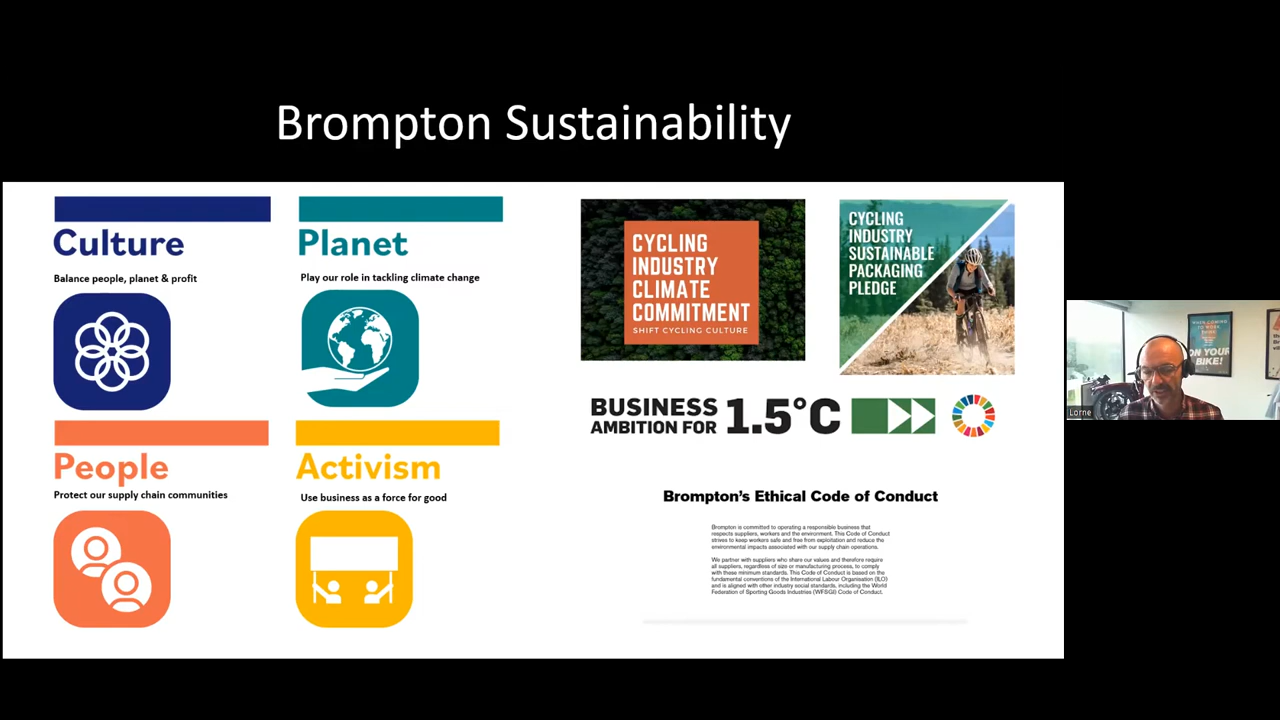 Brompton Sustainability
Culture
Balance people, planet & profit
Planet
Play our role in tackling climate change
People
Protect our supply chain communities
Activism
Use business as a force for good
CYCLING
INDUSTRY
CLIMATE
COMMITMENT
SHIFT CYCLING CULTURE
CYCLING
INDUSTRY
SUSTAINABLE
PACKAGING
PLEDGE
BUSINESS
AMBITION FOR
1.5°C
Brompton's Ethical Code of Conduct
Brompton is committed to operating a responsible business that
respects suppliers, workers and the environment. This Code of Conduct
strives to keep workers safe and free from exploitation and reduce the
environmental impacts associated with our supply chain operations.
We partner with suppliers who share our values and therefore require
all suppliers, regardless of size or manufacturing process, to comply
with these minimum standards. This Code of Conduct is based on the
fundamental conventions of the International Labour Organisation (ILO)
and is aligned with other industry social standards, including the World
Federation of Sporting Goods Industries (WFSGI) Code of Conduct.
WHEN COMING
TO WORK
ON YOUR
BIKE!
Lorne